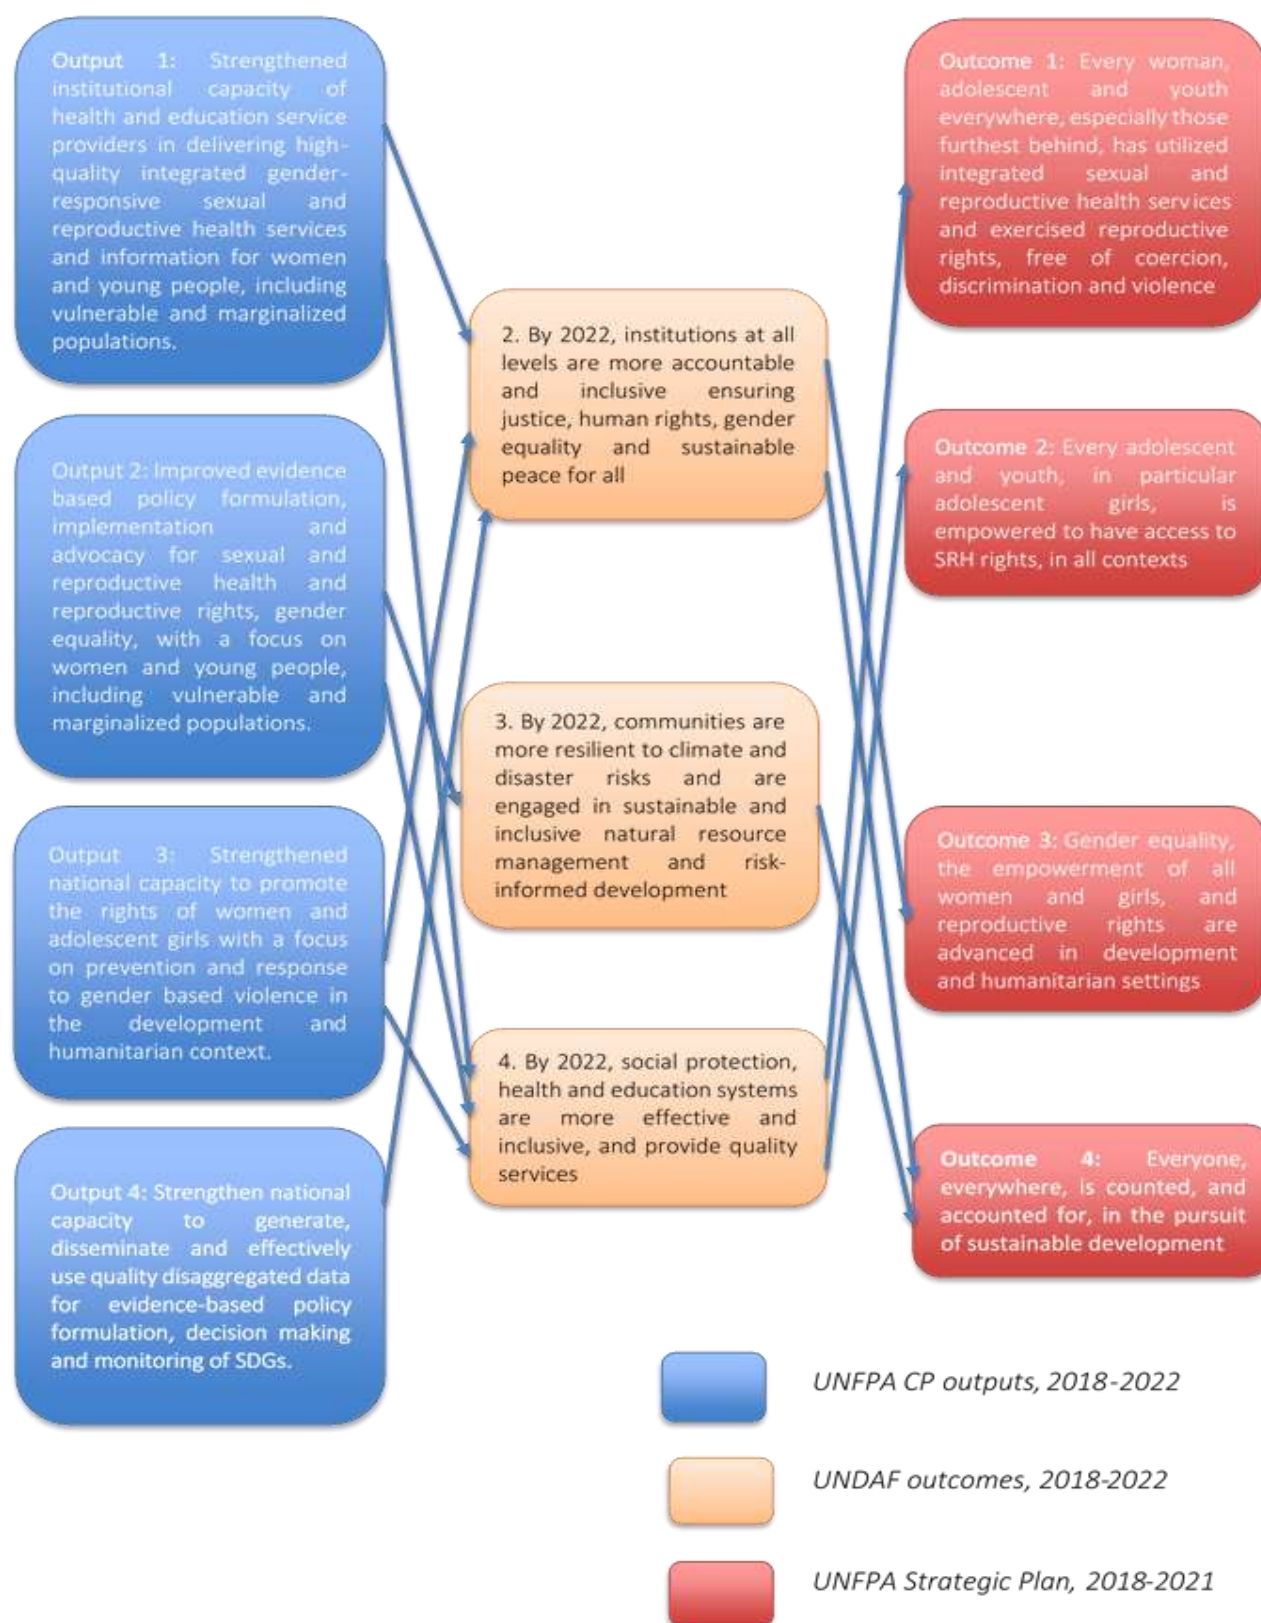 Output 1: Strengthened
institutional capacity of
health and education service
providers in delivering high-
quality integrated gender-
responsive sexual and
reproductive health services
and information for women
and young people, including
vulnerable and marginalized
populations.
Output 2: Improved evidence
based policy formulation,
implementation and
advocacy for sexual and
reproductive health and
reproductive rights, gender
equality, with a focus on
women and young people,
including vulnerable and
marginalized populations.
Output 3: Strengthened
national capacity to promote
the rights of women and
adolescent girls with a focus
on prevention and response
to gender based violence in
the development and
humanitarian context.
Output 4: Strengthen national
capacity to generate,
disseminate and effectively
use quality disaggregated data
for evidence-based policy
formulation, decision making
and monitoring of SDGs.
2. By 2022, institutions at all
levels are more accountable
and inclusive ensuring
justice, human rights, gender
equality and sustainable
peace for all
3. By 2022, communities are
more resilient to climate and
disaster risks and are
engaged in sustainable and
inclusive natural resource
management and risk-
informed development
4. By 2022, social protection,
health and education systems
are more effective and
inclusive, and provide quality
services
Outcome 1: Every woman,
adolescent and youth
everywhere, especially those
furthest behind, has utilized
integrated sexual and
reproductive health services
and exercised reproductive
rights, free of coercion,
discrimination and violence
Outcome 2: Every adolescent
and youth, in particular
adolescent girls, is
empowered to have access to
SRH rights, in all contexts
Outcome 3: Gender equality,
the empowerment of all
women and girls, and
reproductive rights are
advanced in development
and humanitarian settings
Outcome 4: Everyone,
everywhere, is counted, and
accounted for, in the pursuit
of sustainable development
UNFPA CP outputs, 2018-2022
UNDAF outcomes, 2018-2022
UNFPA Strategic Plan, 2018-2021